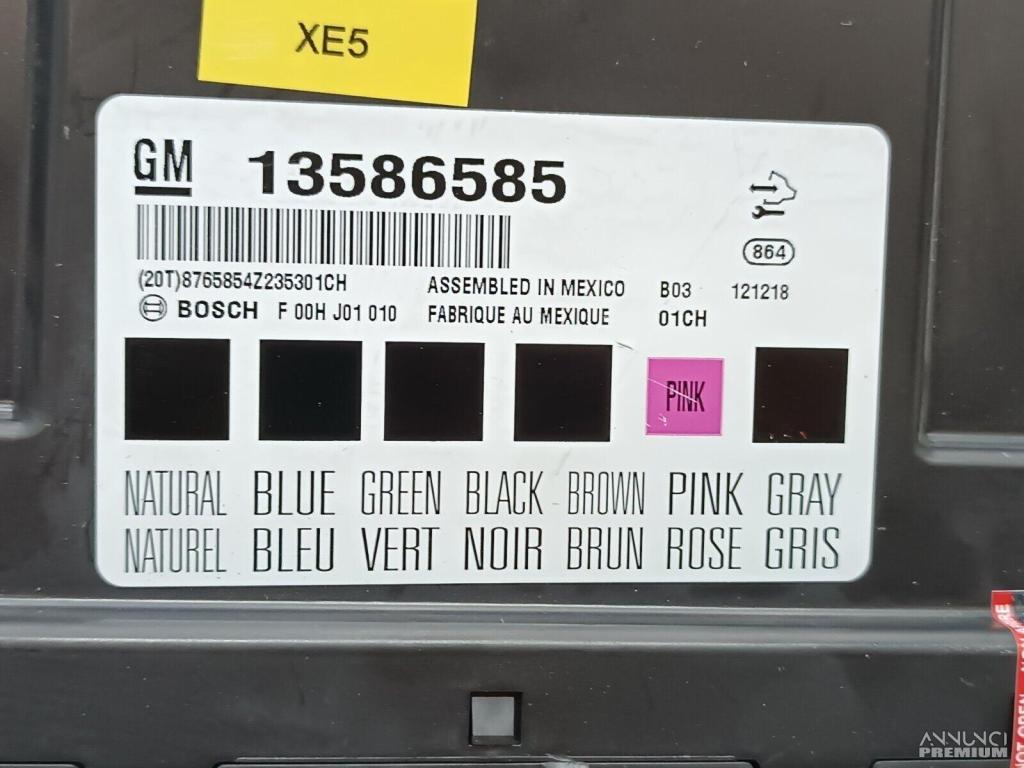 XE5
GM 13586585
864
(20T)8765854Z235301CH ASSEMBLED IN MEXICO B03 121218
BOSCH F 00H J01 010 FABRIQUE AU MEXIQUE 01CH
PINK
NATURAL BLUE GREEN BLACK BROWN PINK GRAY
NATUREL BLEU VERT NOIR BRUN ROSE GRIS
OPEN
ANNUNCI
PREMIUM